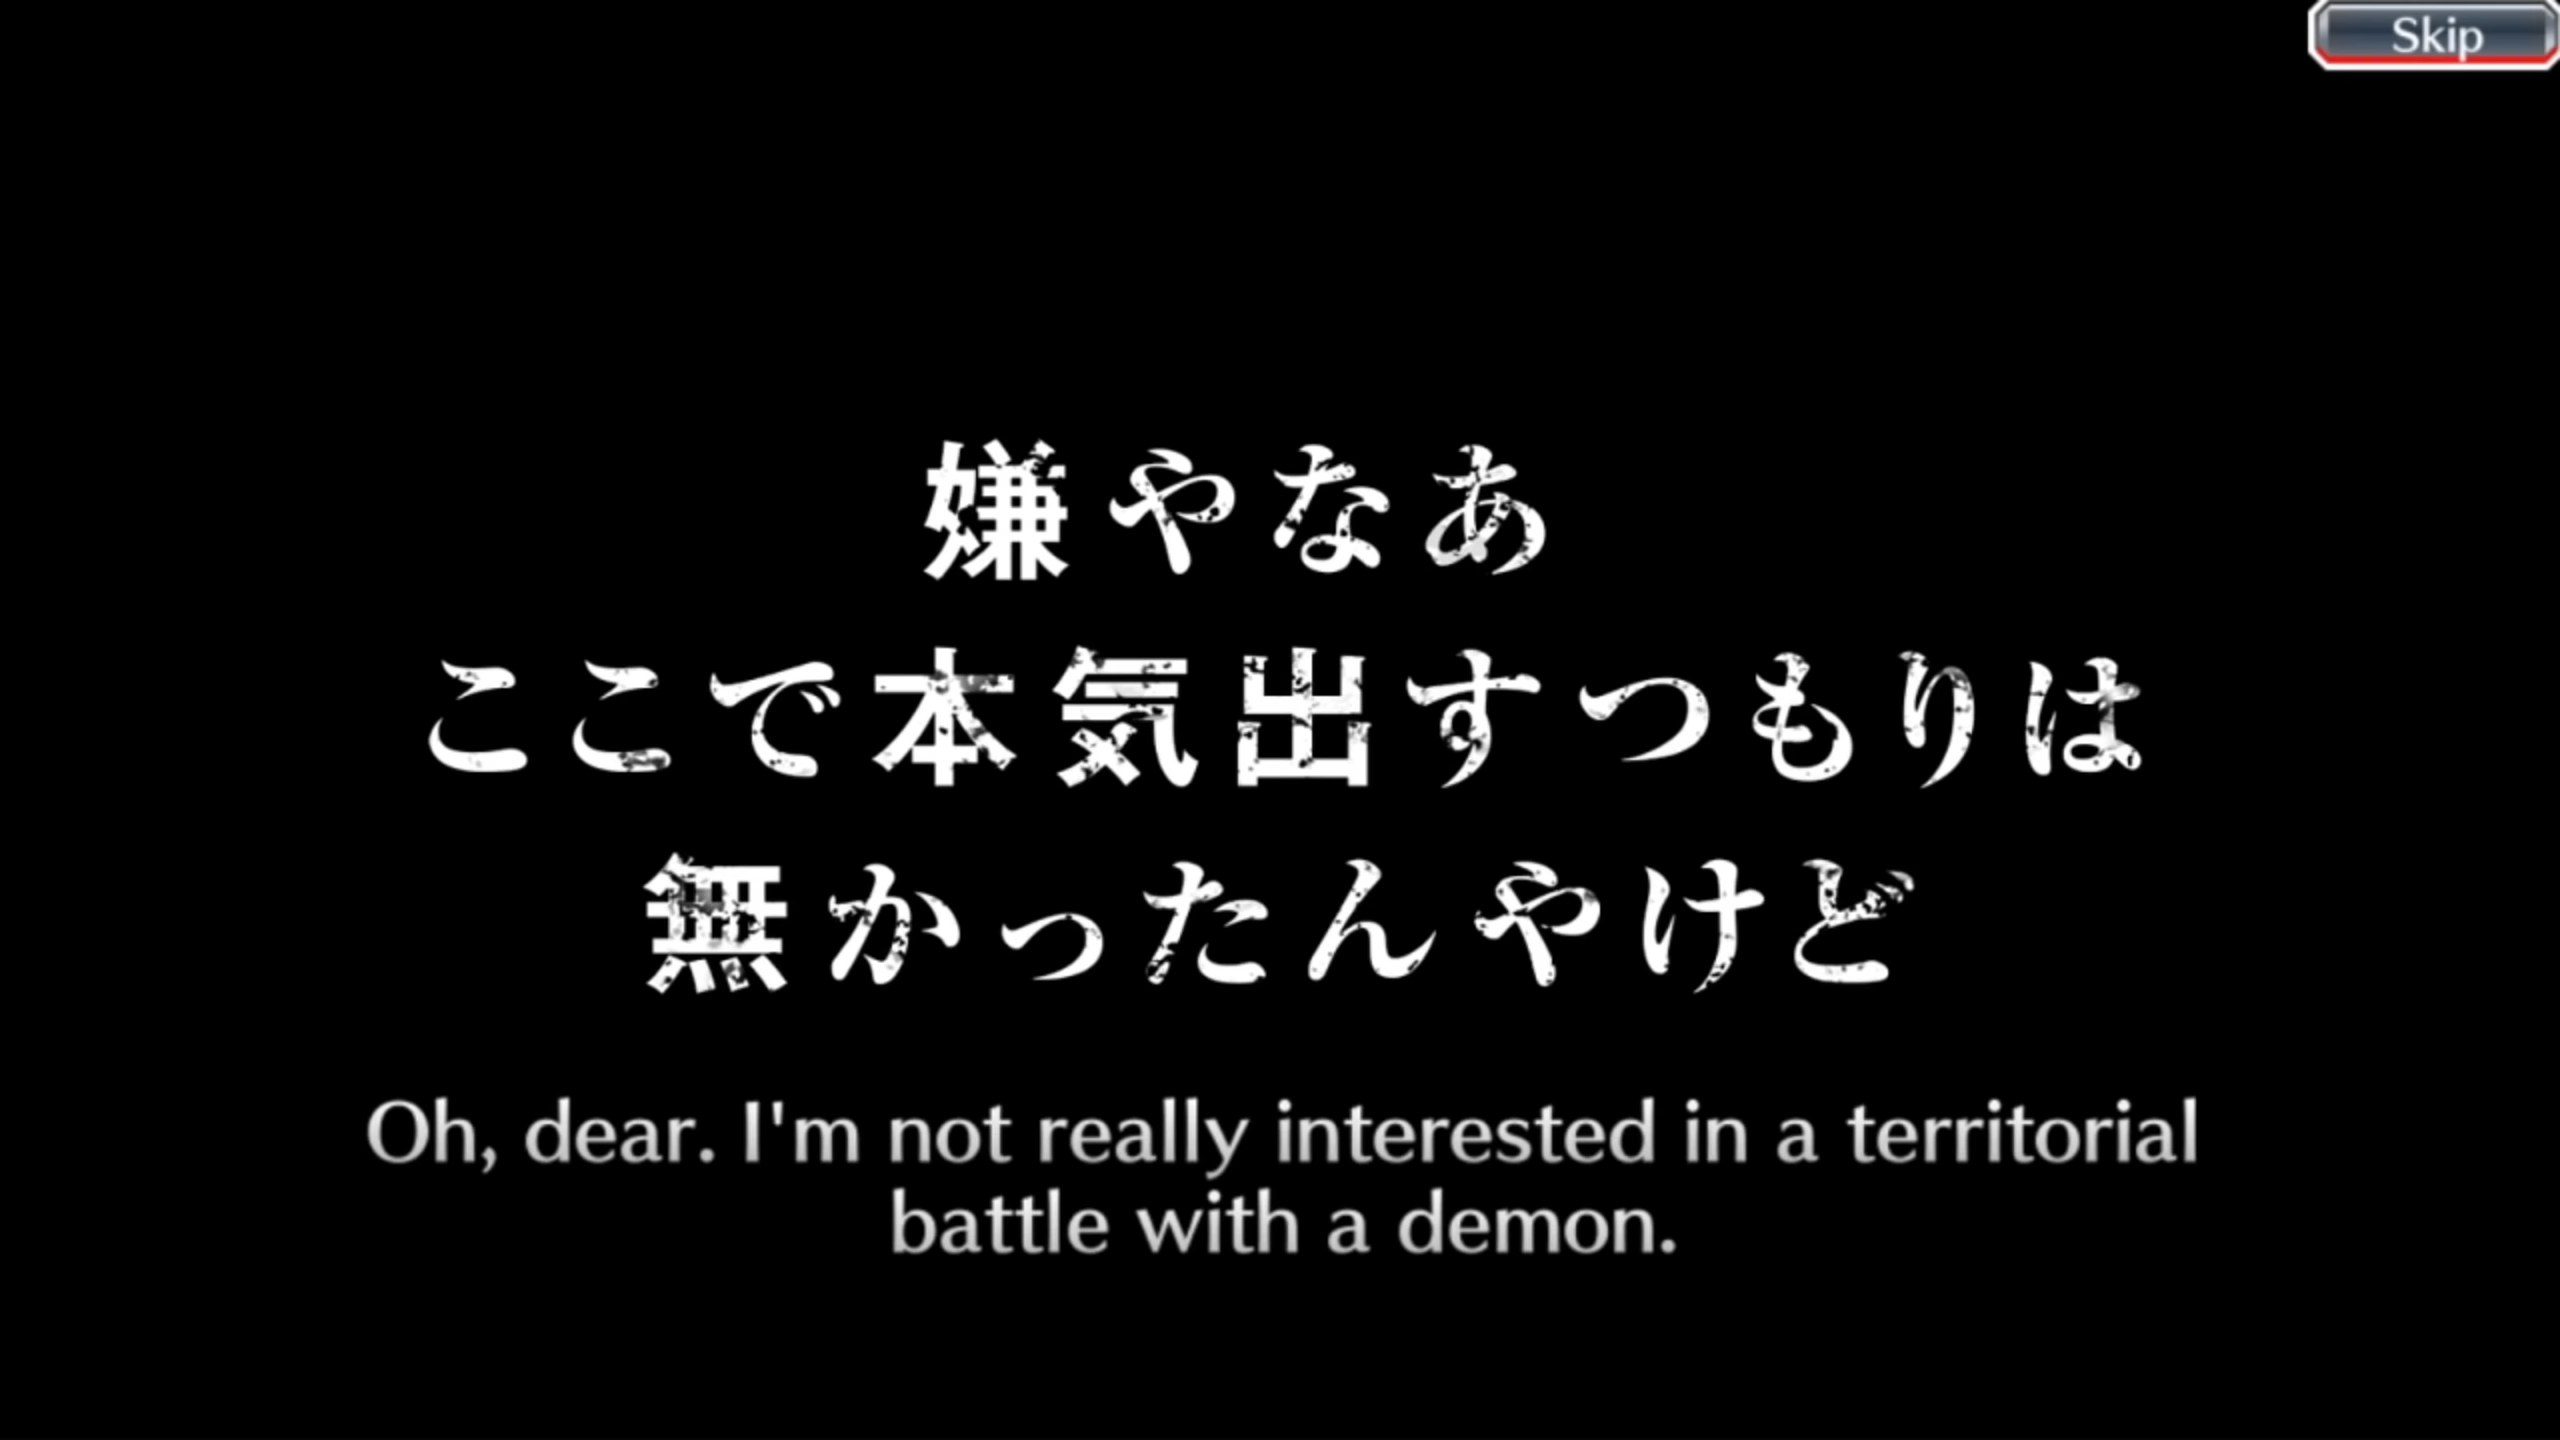 Skip
嫌やなあ
ここで本気出すつもりは
無かったんやけど
Oh, dear. I'm not really interested in a territorial
battle with a demon.